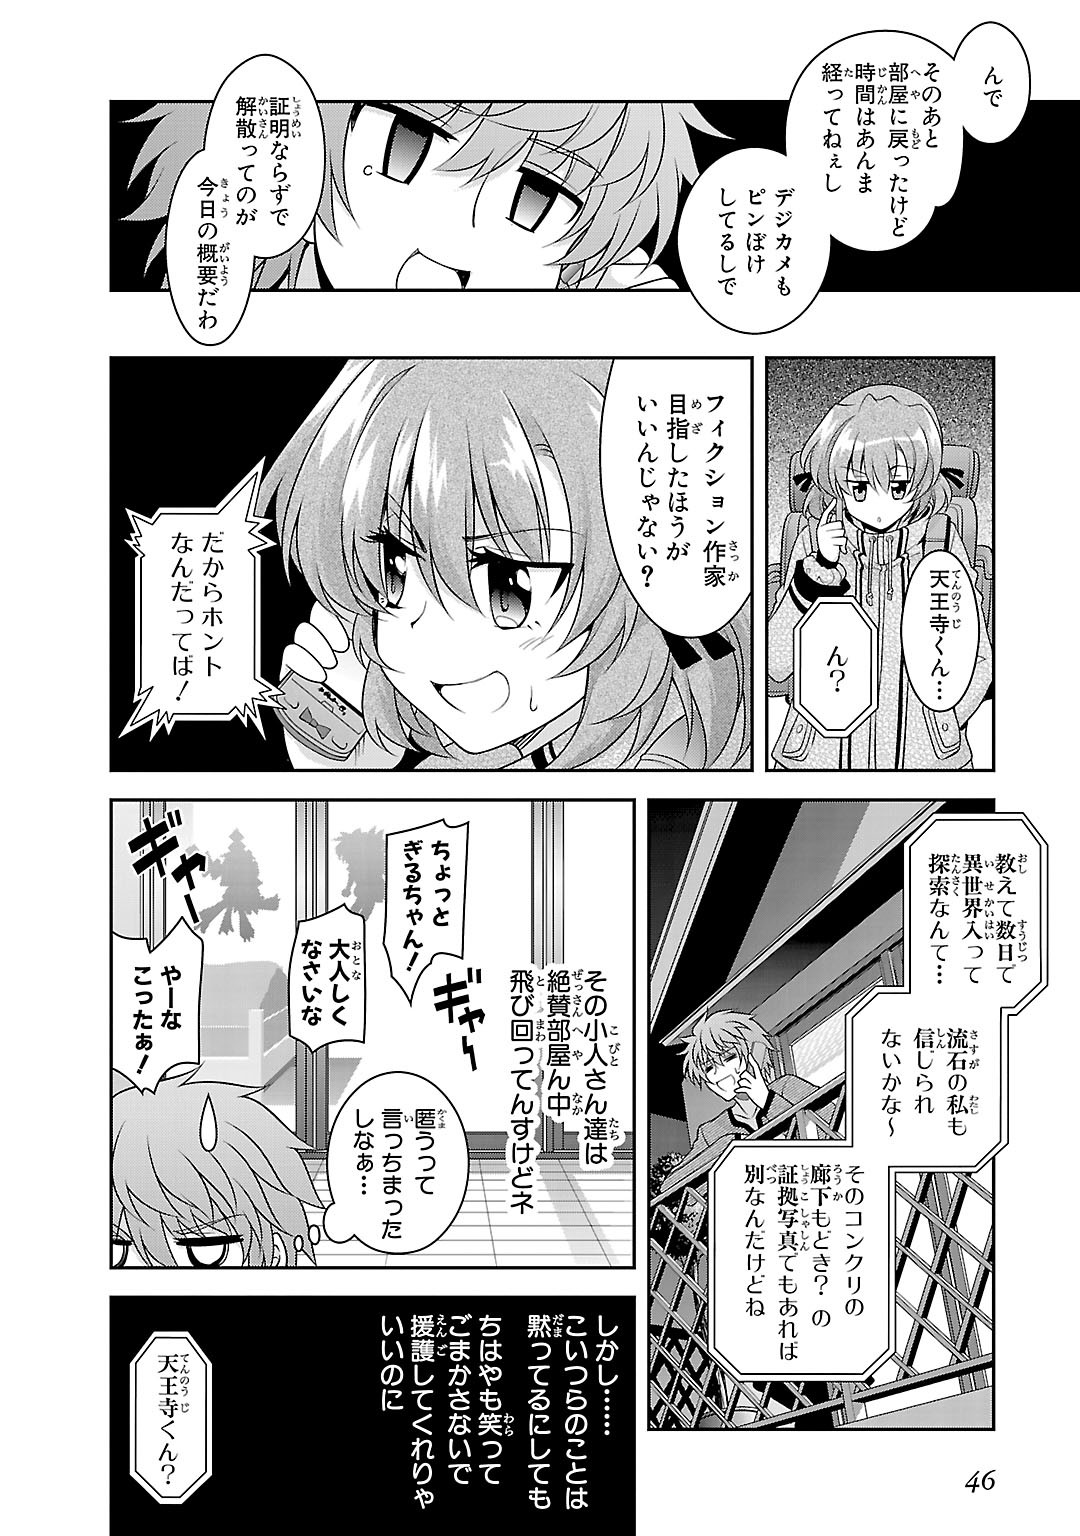 んで
そのあと
部屋に戻ったけど
時間はあんま
経ってねぇし
デジカメも
ピンぼけ
してるしで
証明ならずで
解散ってのが
今日の概要だわ
天王寺くん…
ん？
フィクション作家
目指したほうが
いいんじゃない？
だからホント
なんだってば！
教えて数日で
異世界入って
探索なんて…
流石の私も
信じられ
ないかな～
そのコンクリの
廊下もどき？の
証拠写真でもあれば
別なんだけどね
その小人さん達は
絶賛部屋ん中
飛び回ってんすけどネ
ちょっと
ぎるちゃん！
大人しく
なさいな
ギャー
やーな
こったぁ！
匿うって
言っちまった
しなぁ…
しかし……
こいつらのことは
黙ってるにしても
ちはやも笑って
ごまかさないで
援護してくれりゃ
いいのに
天王寺くん？
46